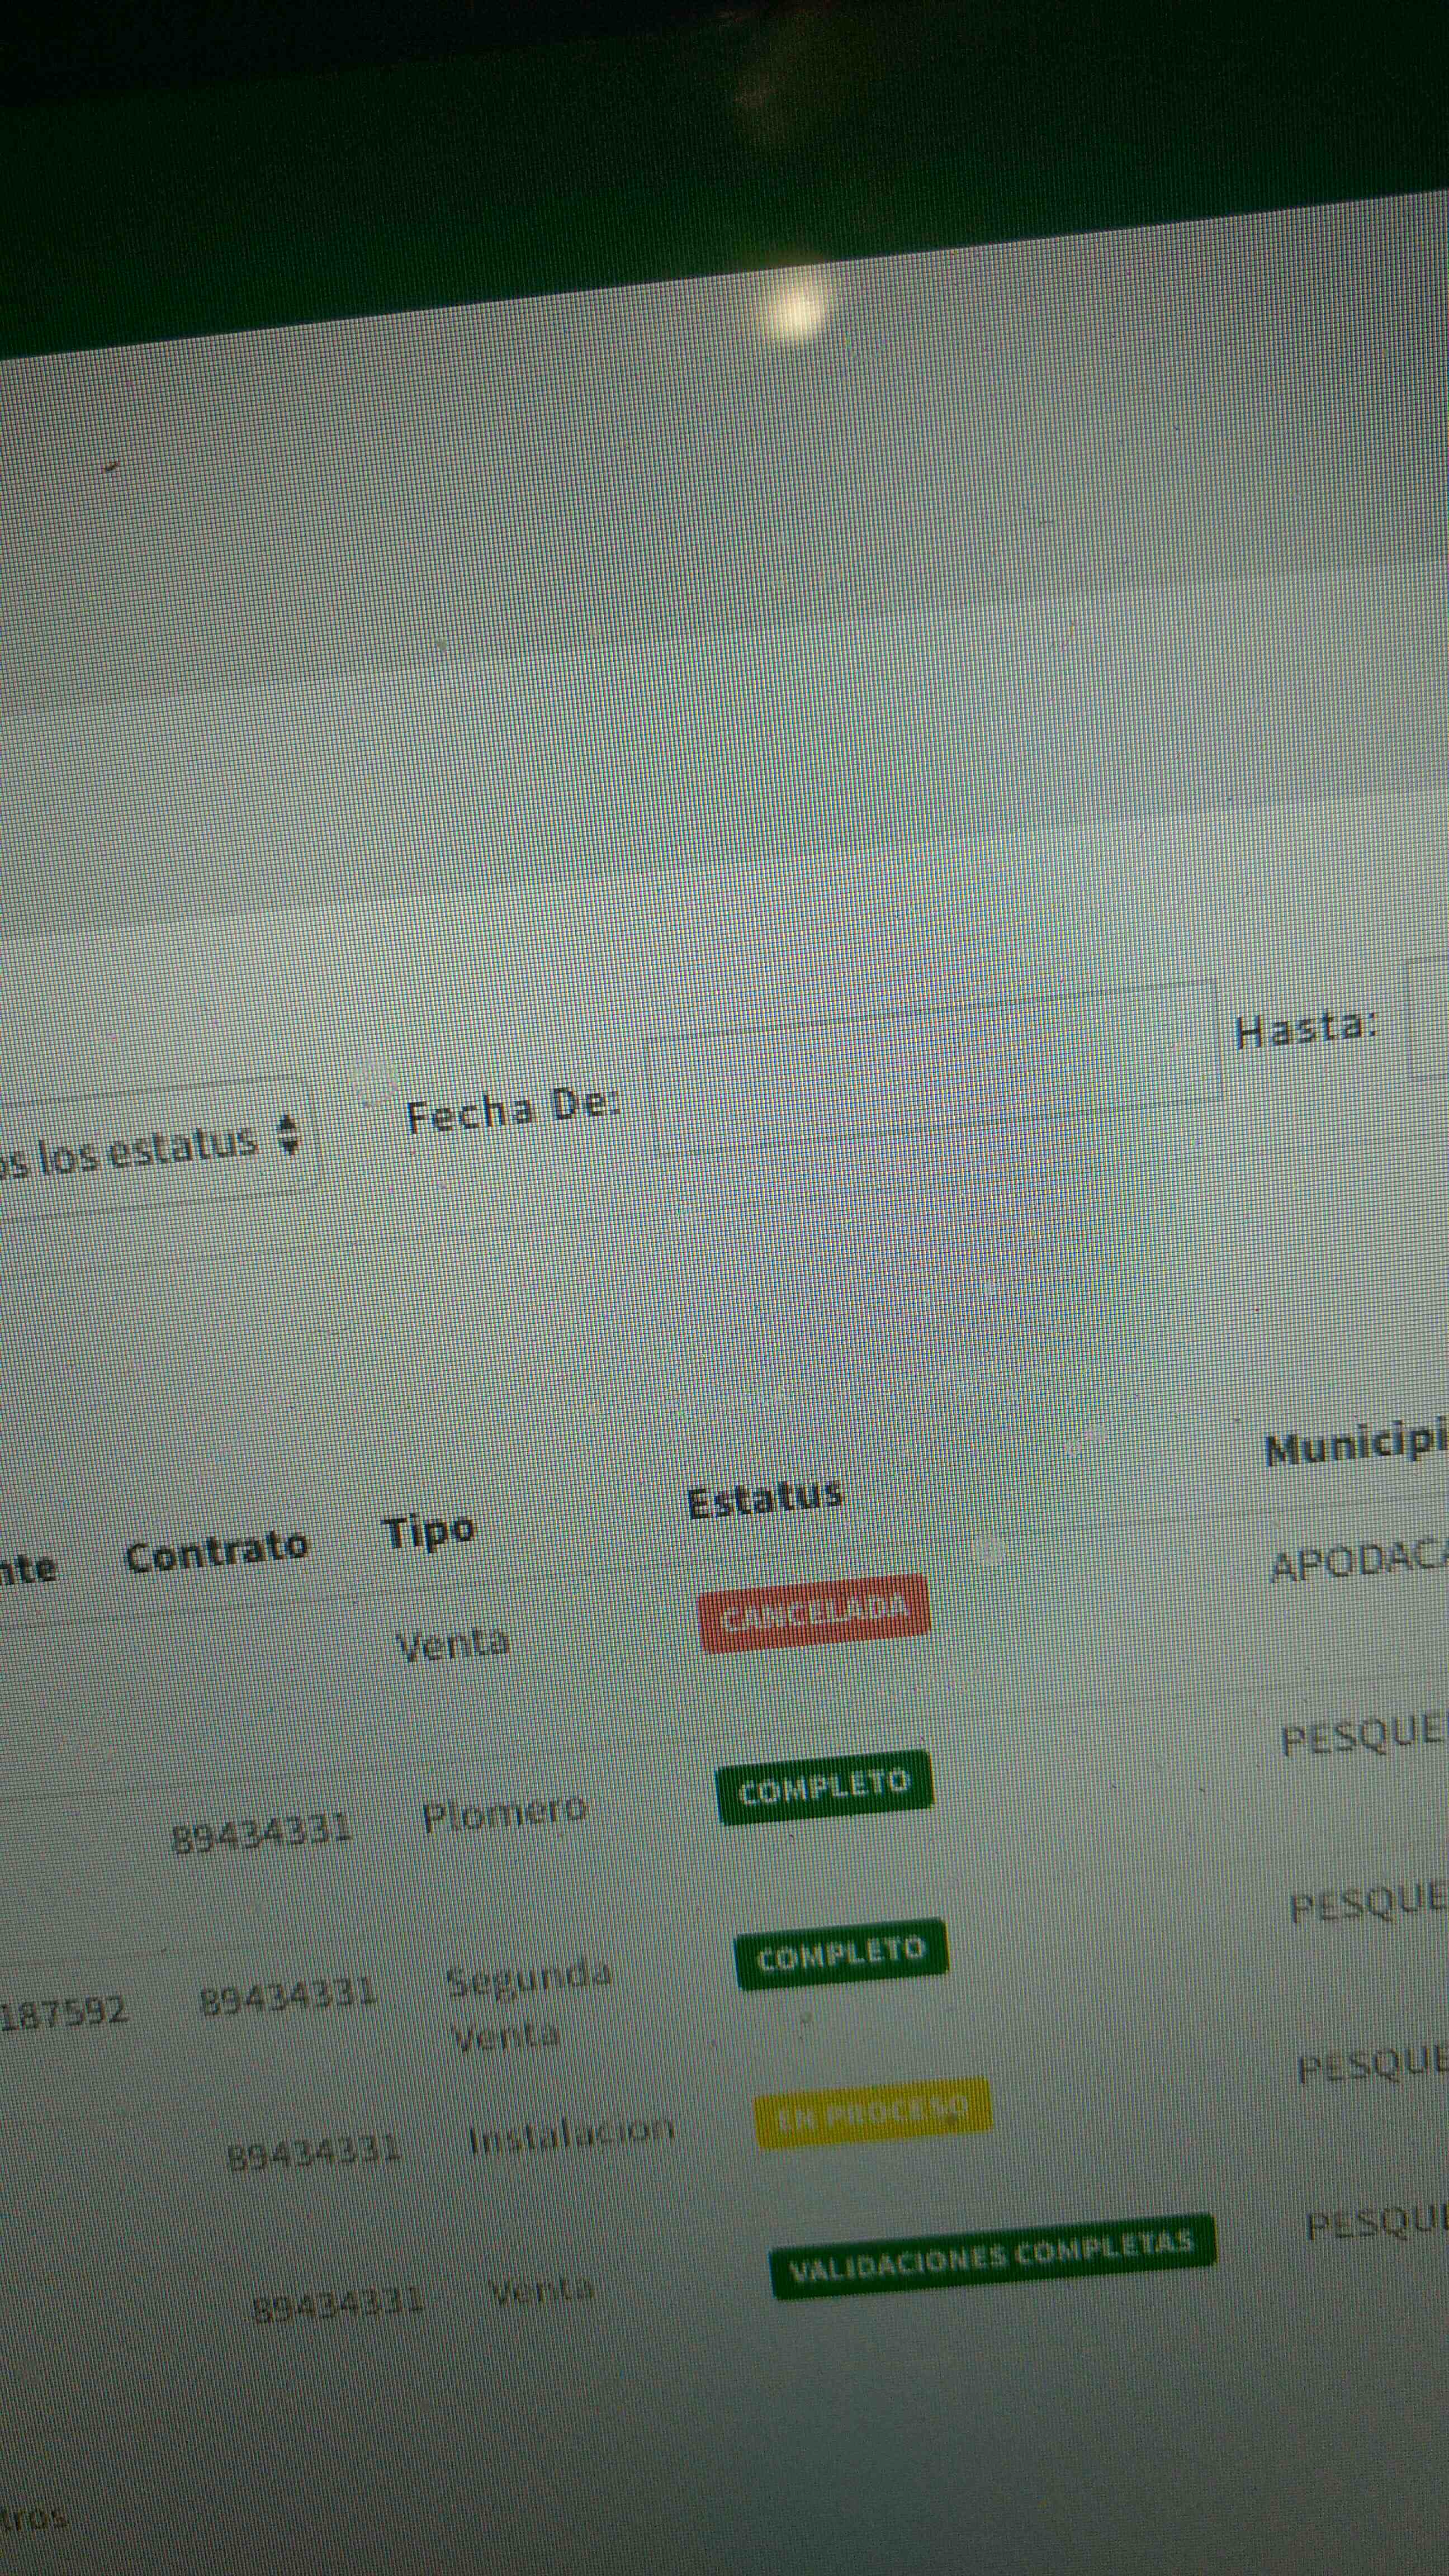 os los estatus Fecha De: Hasta:
nte Contrato Tipo Estatus Municipi
Venta CANCELADA APODACA
89434331 Plomero COMPLETO PESQUE
187592 89434331 Segunda Venta COMPLETO PESQUE
89434331 Instalacion EN PROCESO PESQUE
89434331 Venta VALIDACIONES COMPLETAS PESQUE
tros